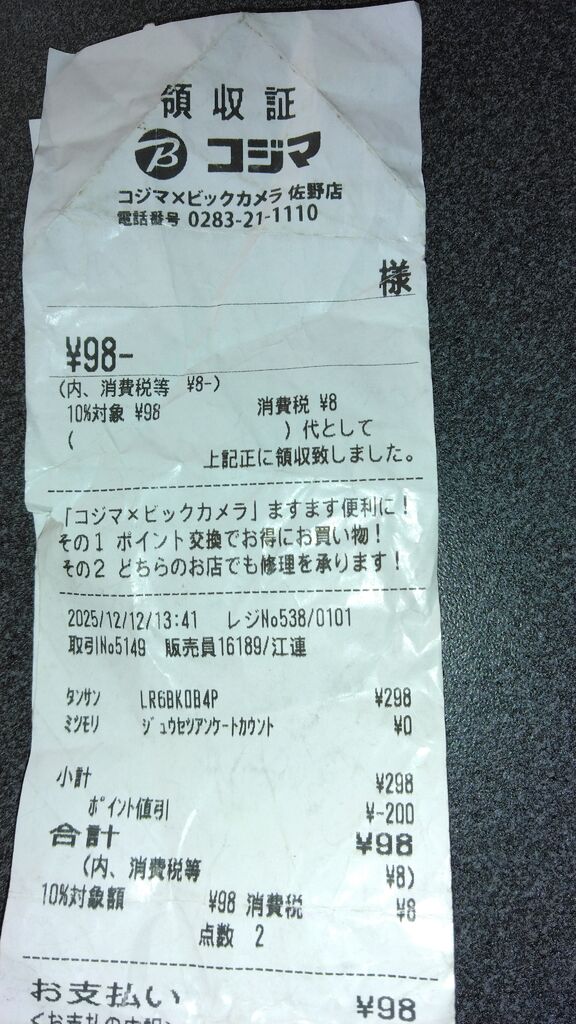 領収証
B コジマ
コジマ×ビックカメラ 佐野店
電話番号 0283-21-1110
様
¥98-
(内、消費税等 ¥8-)
10%対象 ¥98 消費税 ¥8
( )代として
上記正に領収致しました。
「コジマ×ビックカメラ」ますます便利に!
その1 ポイント交換でお得にお買い物!
その2 どちらのお店でも修理を承ります!
2025/12/12/13:41 レジNo538/0101
取引No5149 販売員16189/江連
タンサン LR6BKOB4P ¥298
ミツモリ ジュウセツアンケートカウント ¥0
小計 ¥298
ポイント値引 ¥-200
合計 ¥98
(内、消費税等 ¥8)
10%対象額 ¥98 消費税 ¥8
点数 2
お支払い ¥98
<お支払の内訳>